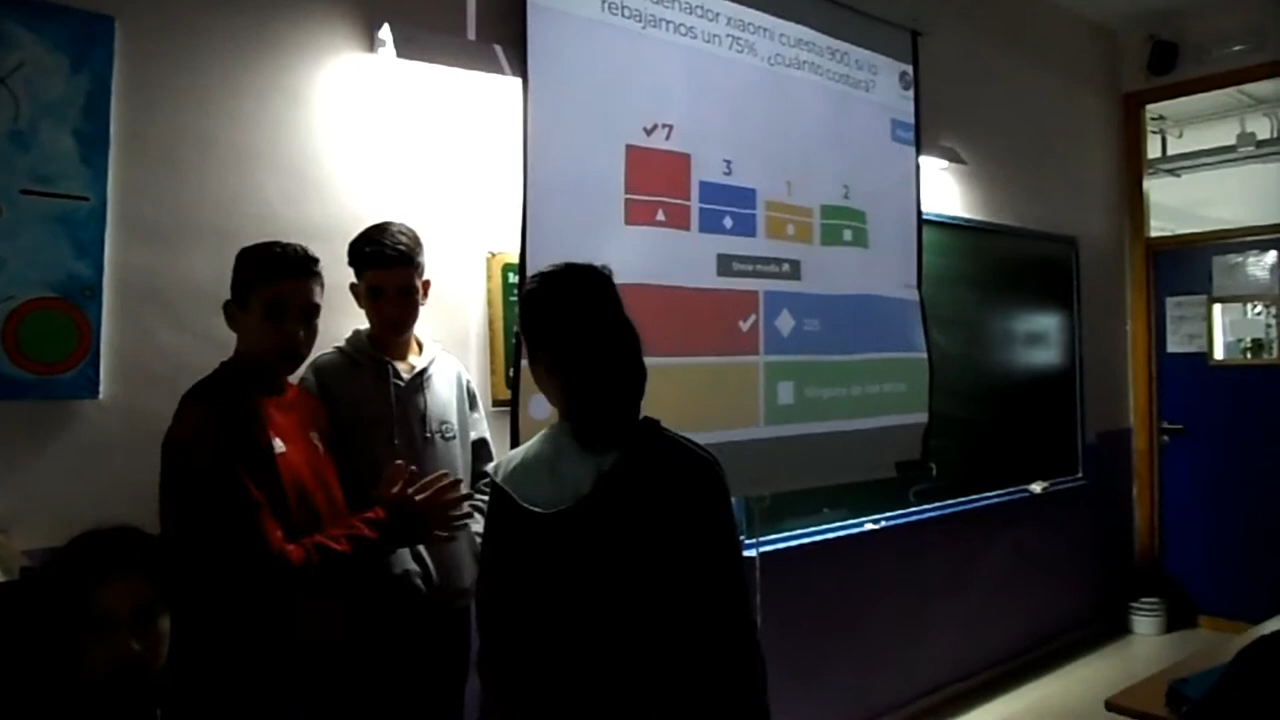 ordenador xiaomi cuesta 900, si lo
rebajamos un 75% , ¿cuánto costará?
7
3
1
2
Show media
225
Ninguna de las otras